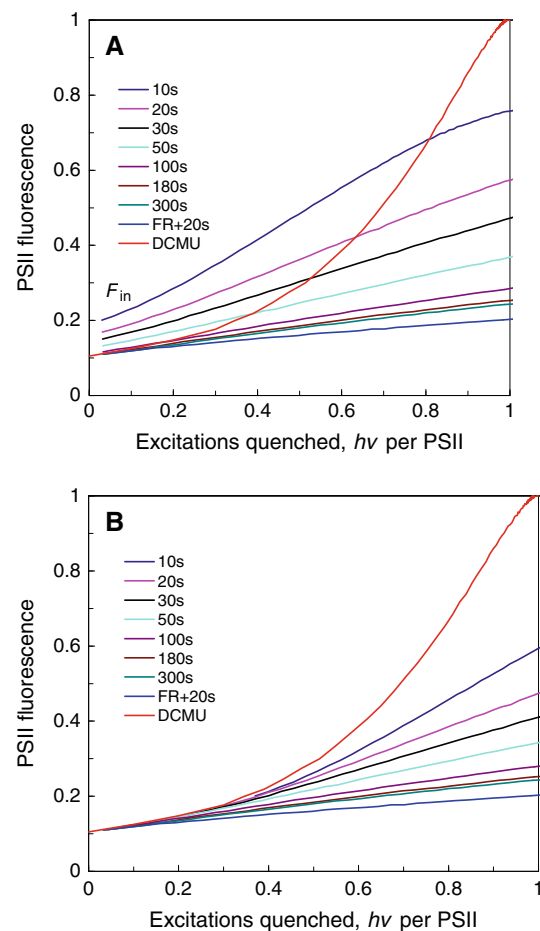 A
1
0.8
0.6
0.4
0.2
0
PSII fluorescence
10s
20s
30s
50s
100s
180s
300s
FR+20s
DCMU
Fin
0 0.2 0.4 0.6 0.8 1
Excitations quenched, hv per PSII
B
1
0.8
0.6
0.4
0.2
0
PSII fluorescence
10s
20s
30s
50s
100s
180s
300s
FR+20s
DCMU
0 0.2 0.4 0.6 0.8 1
Excitations quenched, hv per PSII